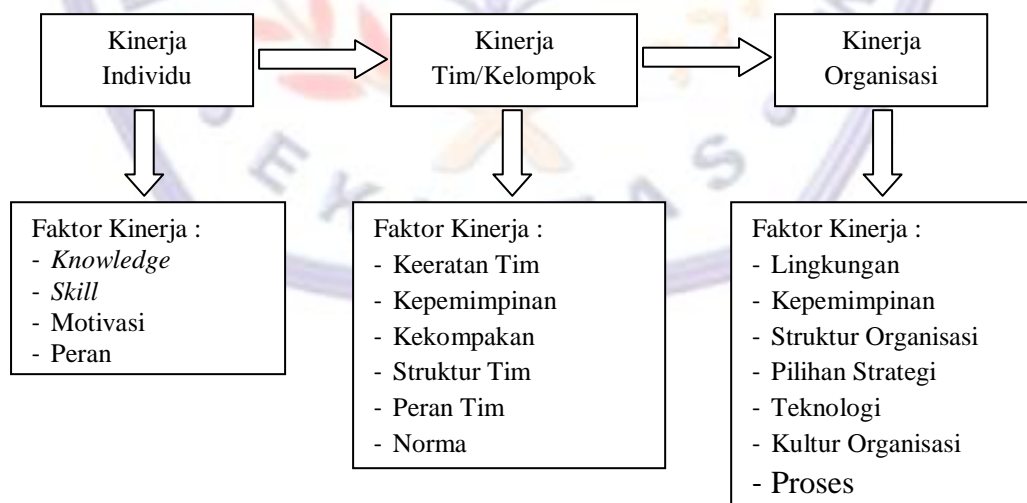 Kinerja
Individu
Kinerja
Tim/Kelompok
Kinerja
Organisasi
Faktor Kinerja :
- Knowledge
- Skill
- Motivasi
- Peran
Faktor Kinerja :
- Keeratan Tim
- Kepemimpinan
- Kekompakan
- Struktur Tim
- Peran Tim
- Norma
Faktor Kinerja :
- Lingkungan
- Kepemimpinan
- Struktur Organisasi
- Pilihan Strategi
- Teknologi
- Kultur Organisasi
- Proses